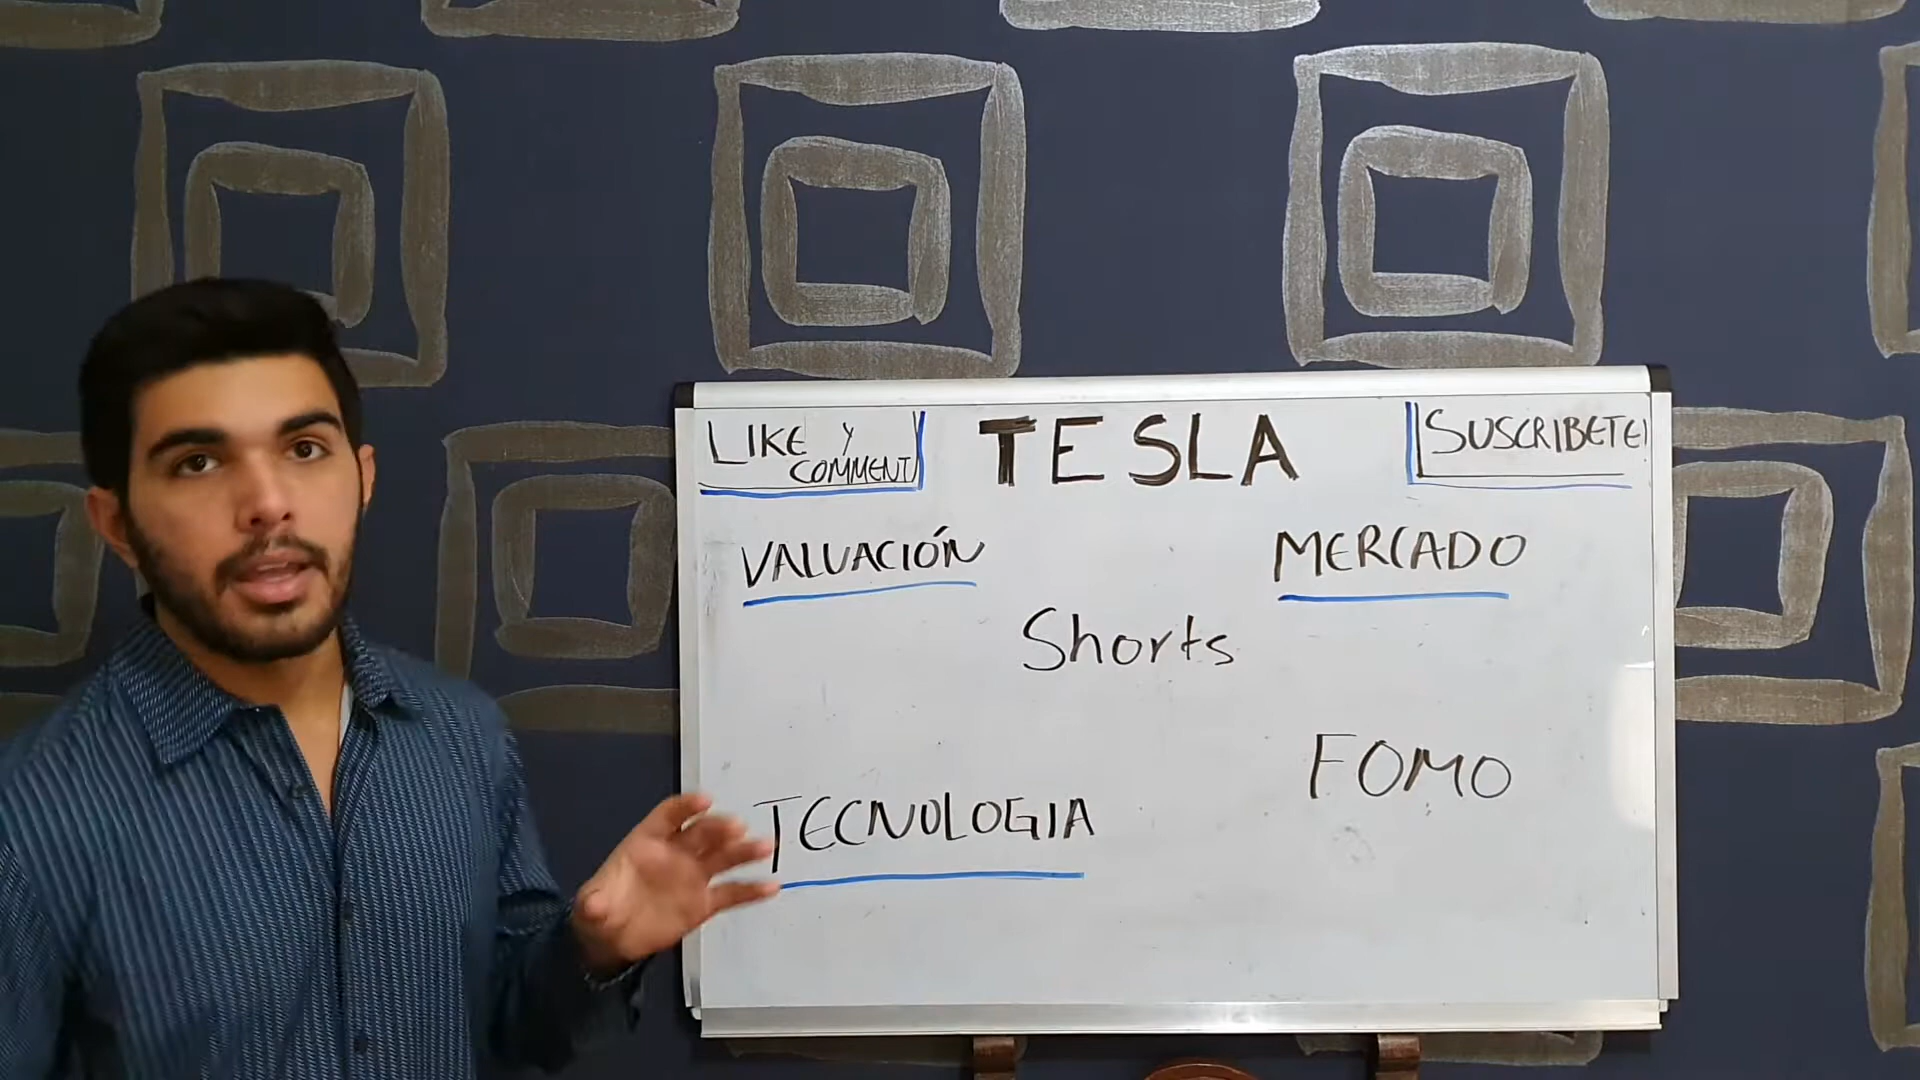 LIKE Y
COMMENT
TESLA
SUSCRIBETE!
VALUACIÓN
MERCADO
Shorts
FOMO
TECNOLOGIA